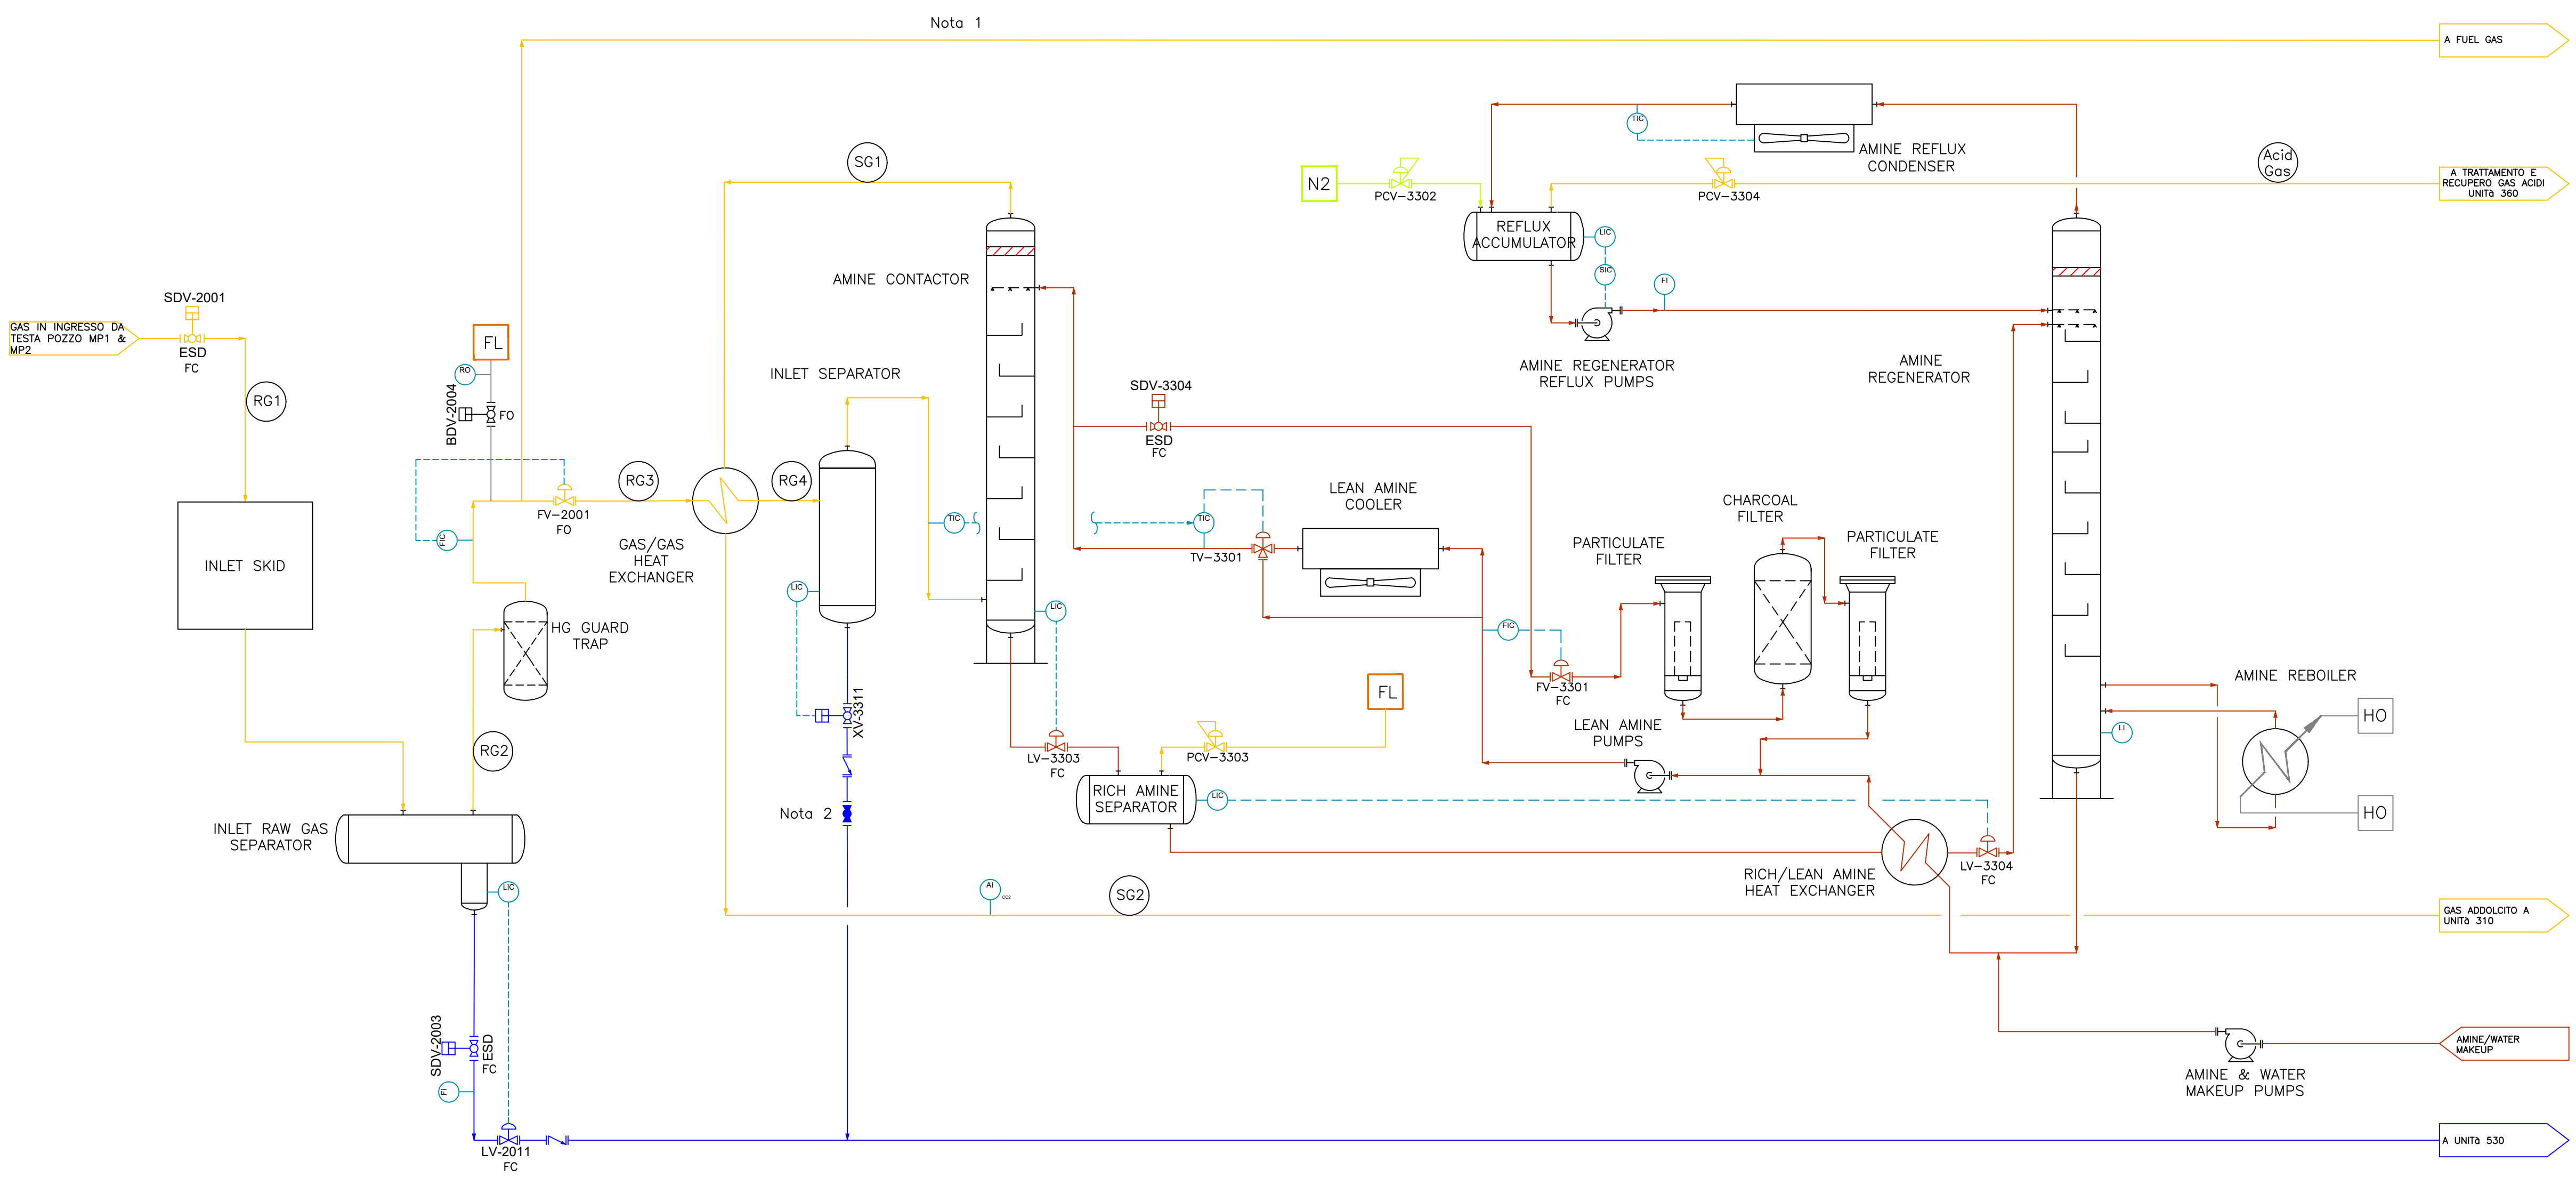 Nota 1
A FUEL GAS
AMINE REFLUX
CONDENSER
TIC
SG1
N2
PCV-3302
PCV-3304
Acid
Gas
A TRATTAMENTO E
RECUPERO GAS ACIDI
UNITà 360
REFLUX
ACCUMULATOR
LIC
SIC
FI
AMINE CONTACTOR
SDV-2001
ESD
FC
GAS IN INGRESSO DA
TESTA POZZO MP1 &
MP2
RG1
FL
RO
BDV-2004
FO
INLET SEPARATOR
AMINE REGENERATOR
REFLUX PUMPS
AMINE
REGENERATOR
SDV-3304
ESD
FC
RG3
RG4
FV-2001
FO
FIC
GAS/GAS
HEAT
EXCHANGER
TIC
TIC
TV-3301
LEAN AMINE
COOLER
CHARCOAL
FILTER
PARTICULATE
FILTER
PARTICULATE
FILTER
INLET SKID
HG GUARD
TRAP
LIC
LIC
FIC
FV-3301
FC
FL
AMINE REBOILER
HO
HO
LI
XV-3311
RG2
LV-3303
FC
PCV-3303
LEAN AMINE
PUMPS
RICH AMINE
SEPARATOR
LIC
Nota 2
INLET RAW GAS
SEPARATOR
LIC
RICH/LEAN AMINE
HEAT EXCHANGER
LV-3304
FC
AI
CO2
SG2
GAS ADDOLCITO A
UNITà 310
SDV-2003
ESD
FC
FI
AMINE/WATER
MAKEUP
AMINE & WATER
MAKEUP PUMPS
LV-2011
FC
A UNITà 530